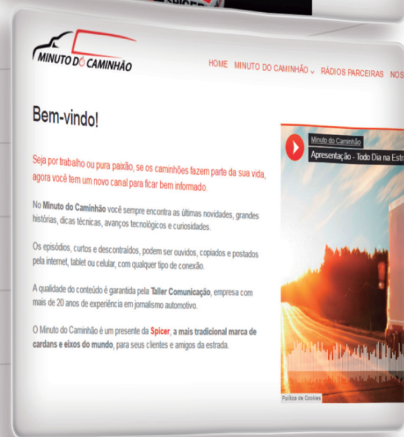 MINUTO DO CAMINHÃO
HOME MINUTO DO CAMINHÃO RÁDIOS PARCEIRAS NOS
Bem-vindo!
Seja por trabalho ou pura paixão, se os caminhões fazem parte da sua vida,
agora você tem um novo canal para ficar bem informado.
No Minuto do Caminhão você sempre encontra as últimas novidades, grandes
histórias, dicas técnicas, avanços tecnológicos e curiosidades.
Os episódios, curtos e descontraídos, podem ser ouvidos, copiados e postados
pela internet, tablet ou celular, com qualquer tipo de conexão.
A qualidade do conteúdo é garantida pela Taller Comunicação, empresa com
mais de 20 anos de experiência em jornalismo automotivo.
O Minuto do Caminhão é um presente da Spicer, a mais tradicional marca de
cardans e eixos do mundo, para seus clientes e amigos da estrada.
Minuto do Caminhão
Apresentação - Todo Dia na Estr
Política de Cookies